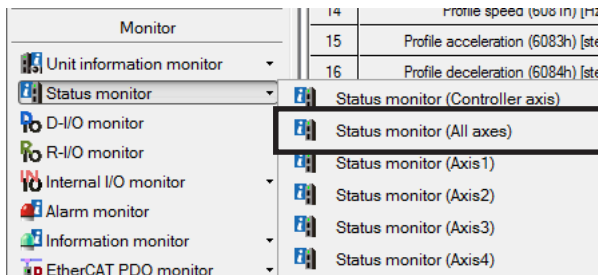 Monitor
Unit information monitor
Status monitor
D-I/O monitor
R-I/O monitor
Internal I/O monitor
Alarm monitor
Information monitor
EtherCAT PDO monitor
14 Profile speed (6081h) [Hz
15 Profile acceleration (6083h) [ste
16 Profile deceleration (6084h) [ste
Status monitor (Controller axis)
Status monitor (All axes)
Status monitor (Axis1)
Status monitor (Axis2)
Status monitor (Axis3)
Status monitor (Axis4)